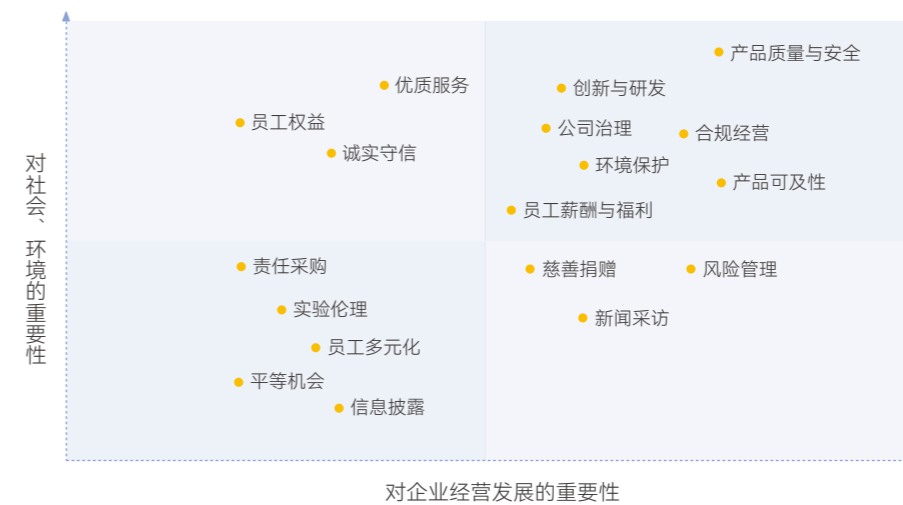 产品质量与安全
优质服务
创新与研发
员工权益
公司治理
合规经营
诚实守信
环境保护
产品可及性
员工薪酬与福利
对社会、环境的重要性
责任采购
慈善捐赠
风险管理
实验伦理
新闻采访
员工多元化
平等机会
信息披露
对企业经营发展的重要性